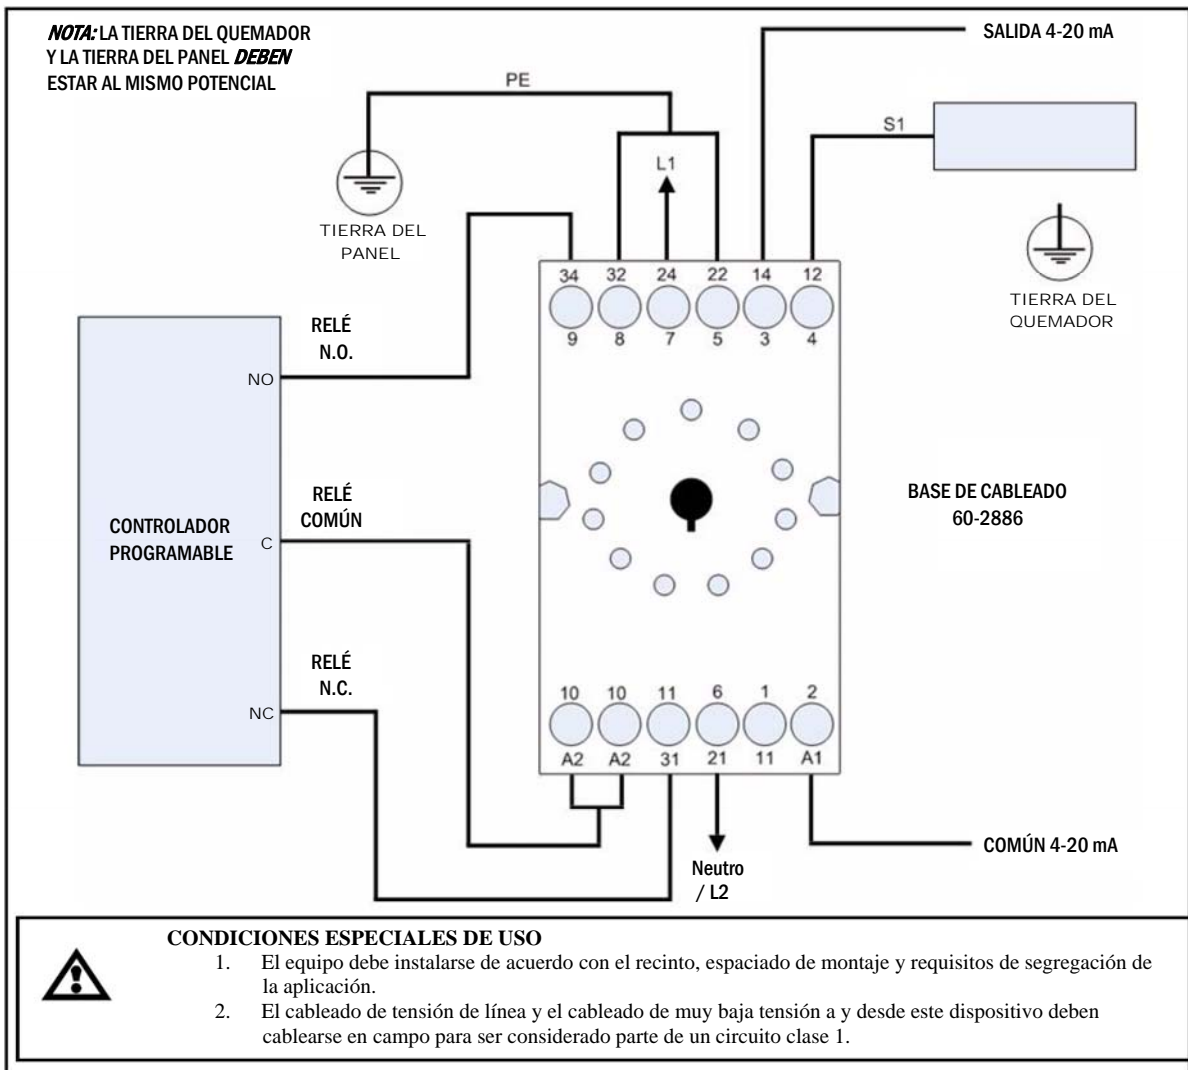 NOTA: LA TIERRA DEL QUEMADOR
Y LA TIERRA DEL PANEL DEBEN
ESTAR AL MISMO POTENCIAL
SALIDA 4-20 mA
PE
S1
L1
TIERRA DEL
PANEL
TIERRA DEL
QUEMADOR
34 32 24 22 14 12
9 8 7 5 3 4
RELÉ
N.O.
NO
RELÉ
COMÚN
C
CONTROLADOR
PROGRAMABLE
BASE DE CABLEADO
60-2886
RELÉ
N.C.
NC
10 10 11 6 1 2
A2 A2 31 21 11 A1
Neutro
/ L2
COMÚN 4-20 mA
CONDICIONES ESPECIALES DE USO
1. El equipo debe instalarse de acuerdo con el recinto, espaciado de montaje y requisitos de segregación de
la aplicación.
2. El cableado de tensión de línea y el cableado de muy baja tensión a y desde este dispositivo deben
cablearse en campo para ser considerado parte de un circuito clase 1.